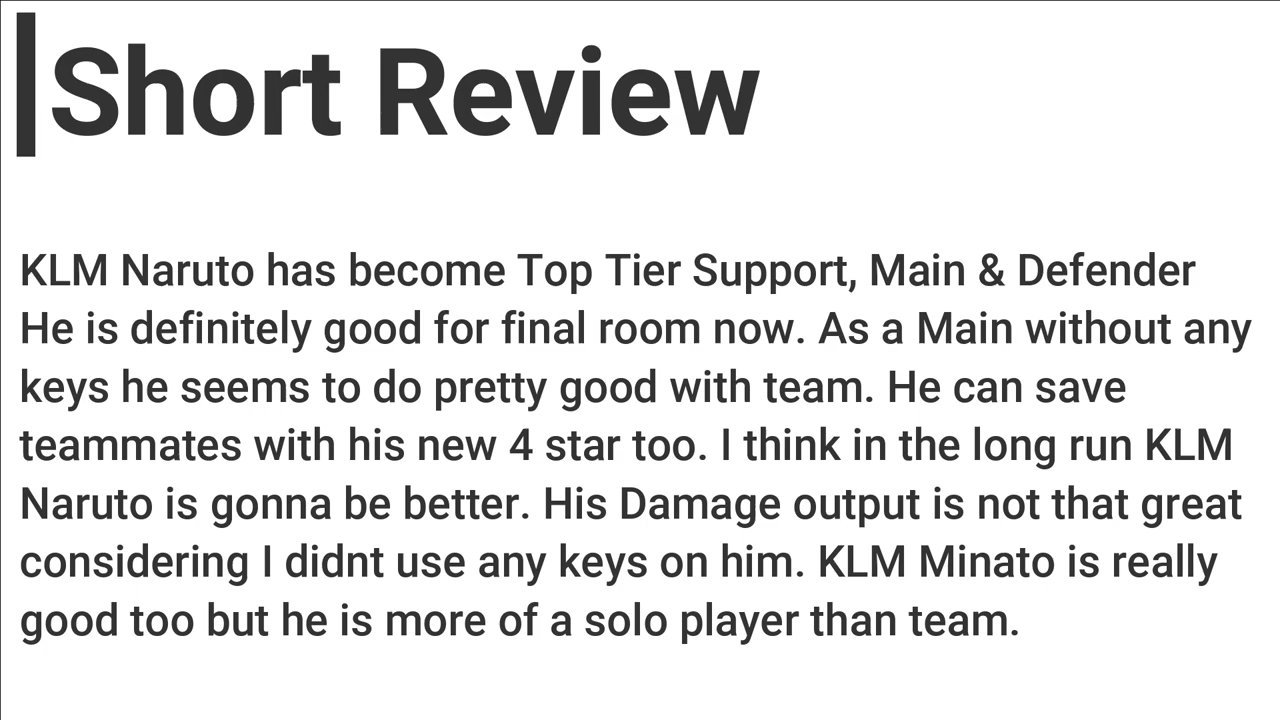 Short Review
KLM Naruto has become Top Tier Support, Main & Defender
He is definitely good for final room now. As a Main without any
keys he seems to do pretty good with team. He can save
teammates with his new 4 star too. I think in the long run KLM
Naruto is gonna be better. His Damage output is not that great
considering I didnt use any keys on him. KLM Minato is really
good too but he is more of a solo player than team.